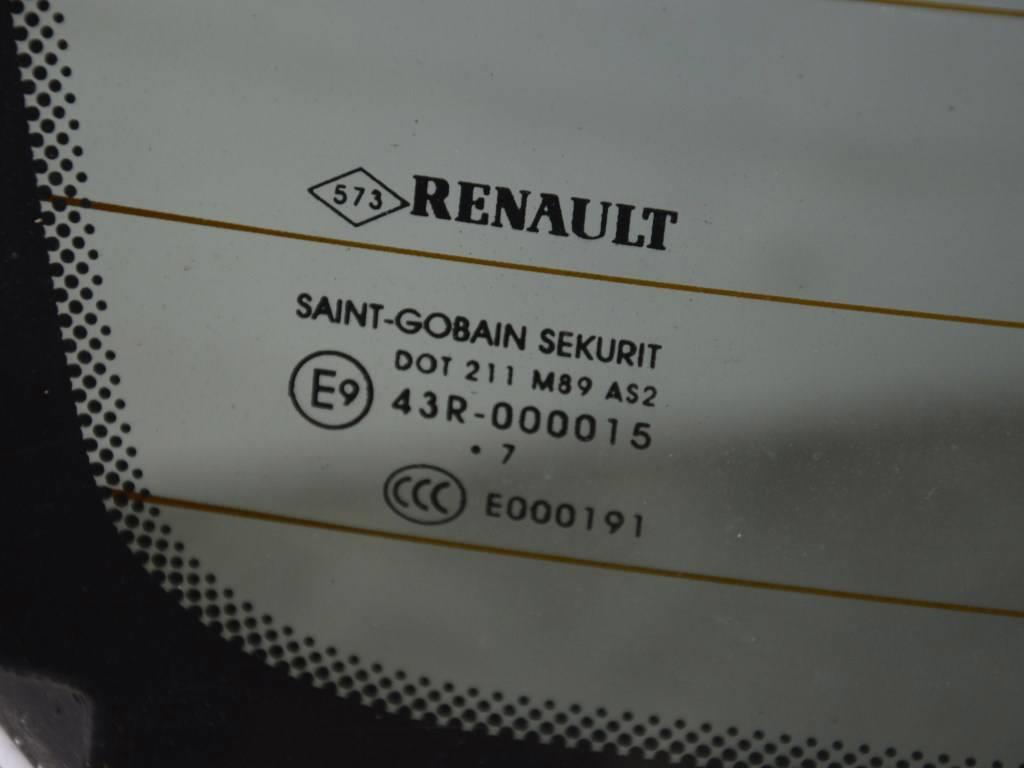 573 RENAULT
SAINT-GOBAIN SEKURIT
DOT 211 M89 AS2
E9 43R-000015
• 7
CCC E000191